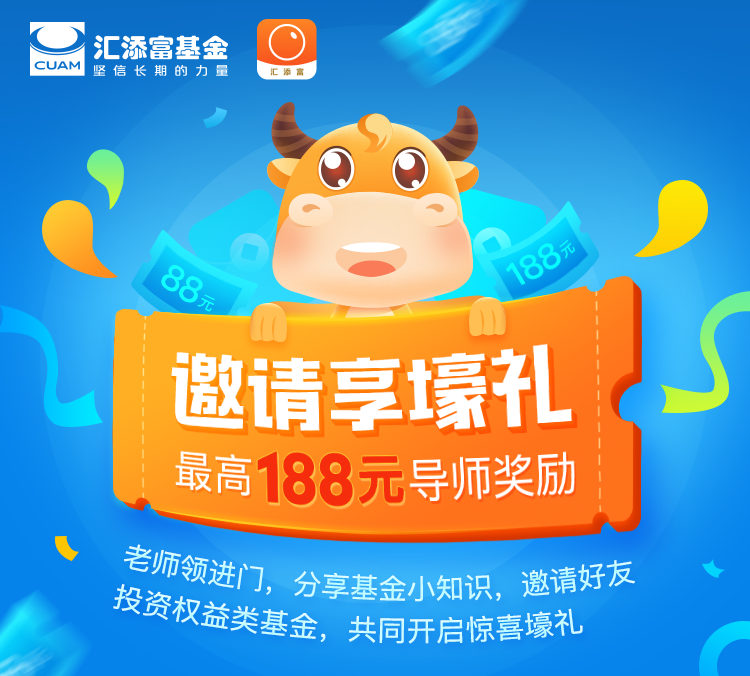 汇添富基金
坚信长期的力量
CUAM
汇添富
88元
188元
邀请享壕礼
最高188元导师奖励
老师领进门，分享基金小知识，邀请好友
投资权益类基金，共同开启惊喜壕礼